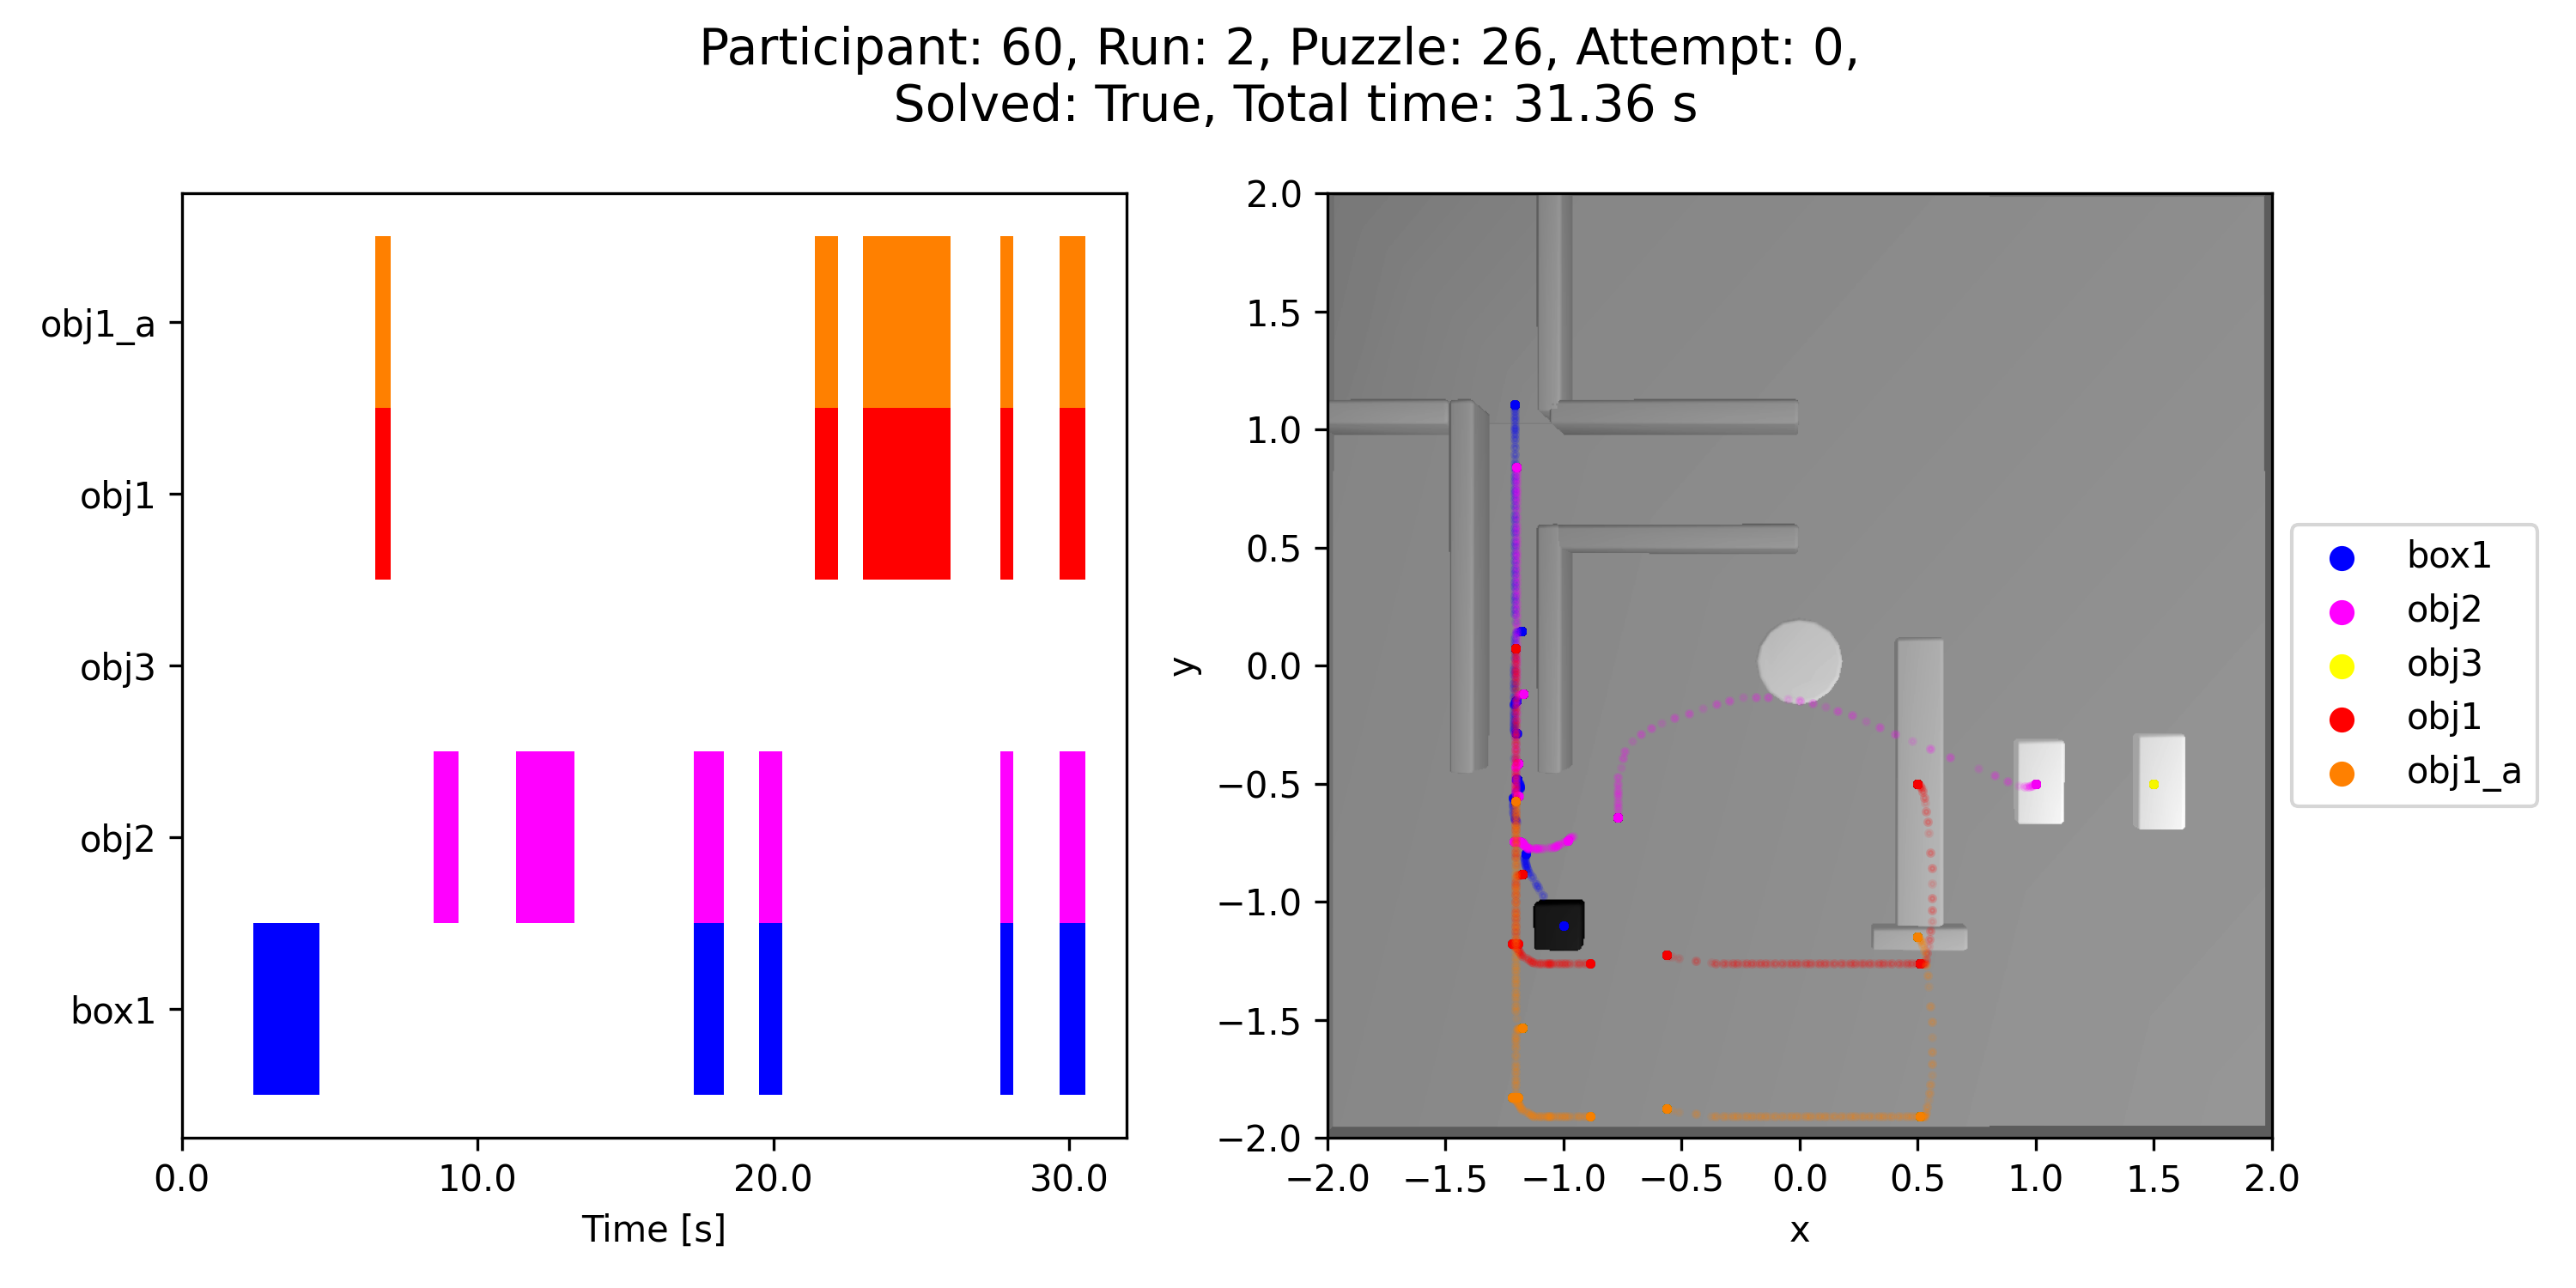 Participant: 60, Run: 2, Puzzle: 26, Attempt: 0,
Solved: True, Total time: 31.36 s
obj1_a
obj1
obj3
obj2
box1
0.0 10.0 20.0 30.0
Time [s]
2.0
1.5
1.0
0.5
0.0
−0.5
−1.0
−1.5
−2.0
y
−2.0 −1.5 −1.0 −0.5 0.0 0.5 1.0 1.5 2.0
x
box1
obj2
obj3
obj1
obj1_a